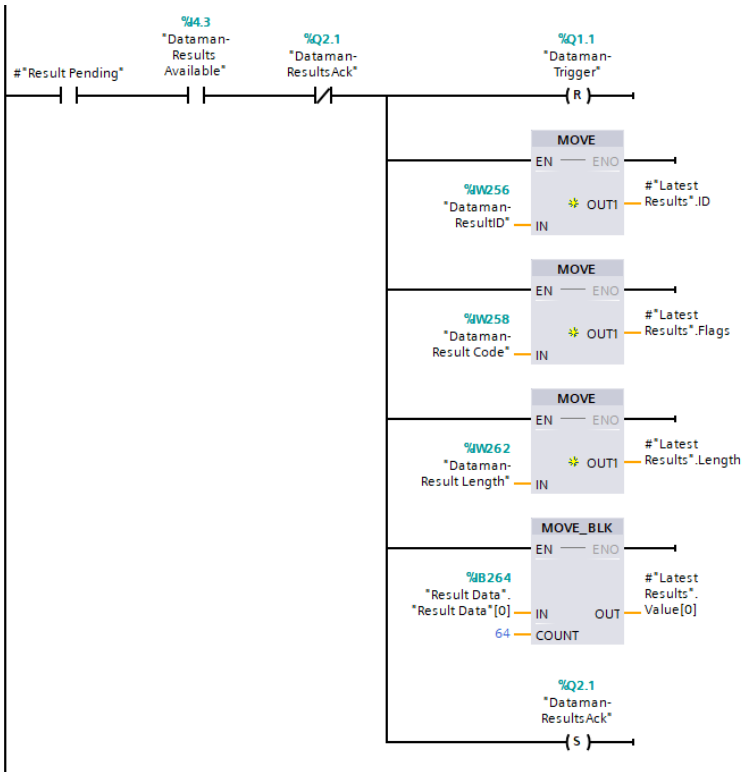 %I4.3
"Dataman-
Results
Available"
%Q2.1
"Dataman-
ResultsAck"
%Q1.1
"Dataman-
Trigger"
#"Result Pending"
R
MOVE
EN
ENO
%IW256
"Dataman-
ResultID"
IN
OUT1
#"Latest
Results".ID
MOVE
EN
ENO
%IW258
"Dataman-
Result Code"
IN
OUT1
#"Latest
Results".Flags
MOVE
EN
ENO
%IW262
"Dataman-
Result Length"
IN
OUT1
#"Latest
Results".Length
MOVE_BLK
EN
ENO
%IB264
"Result Data".
"Result Data"[0]
IN
OUT
#"Latest
Results".
Value[0]
64
COUNT
%Q2.1
"Dataman-
ResultsAck"
S